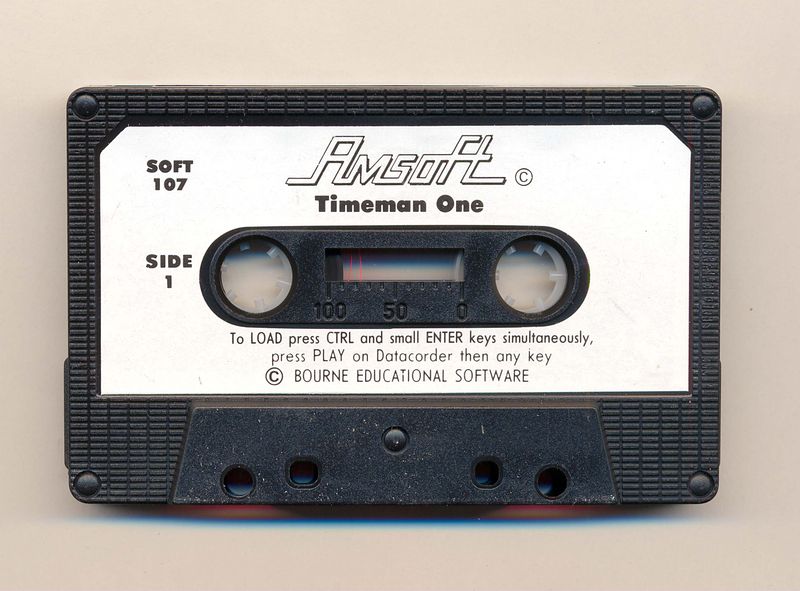 Amsoft ©
SOFT
107
Timeman One
SIDE
1
100 50 0
To LOAD press CTRL and small ENTER keys simultaneously,
press PLAY on Datacorder then any key
© BOURNE EDUCATIONAL SOFTWARE